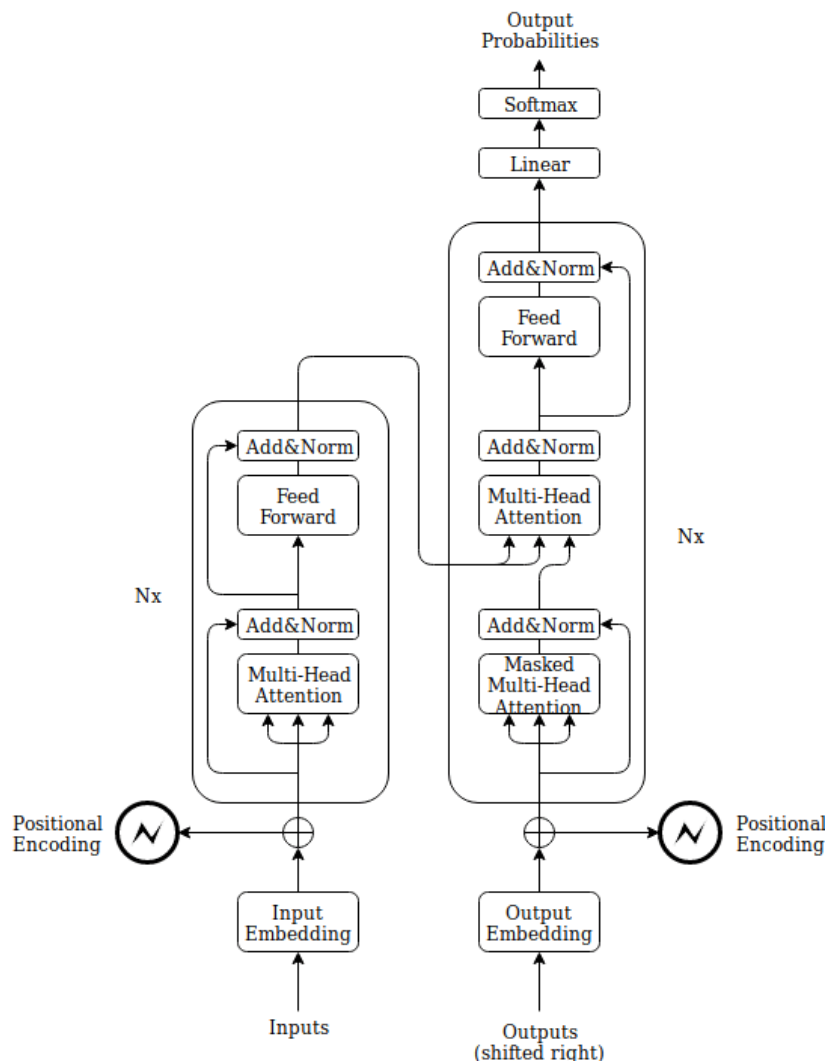 Output
Probabilities
Softmax
Linear
Add&Norm
Feed
Forward
Add&Norm
Multi-Head
Attention
Nx
Add&Norm
Masked
Multi-Head
Attention
Add&Norm
Feed
Forward
Nx
Add&Norm
Multi-Head
Attention
Positional
Encoding
Positional
Encoding
Input
Embedding
Output
Embedding
Inputs
Outputs
(shifted right)